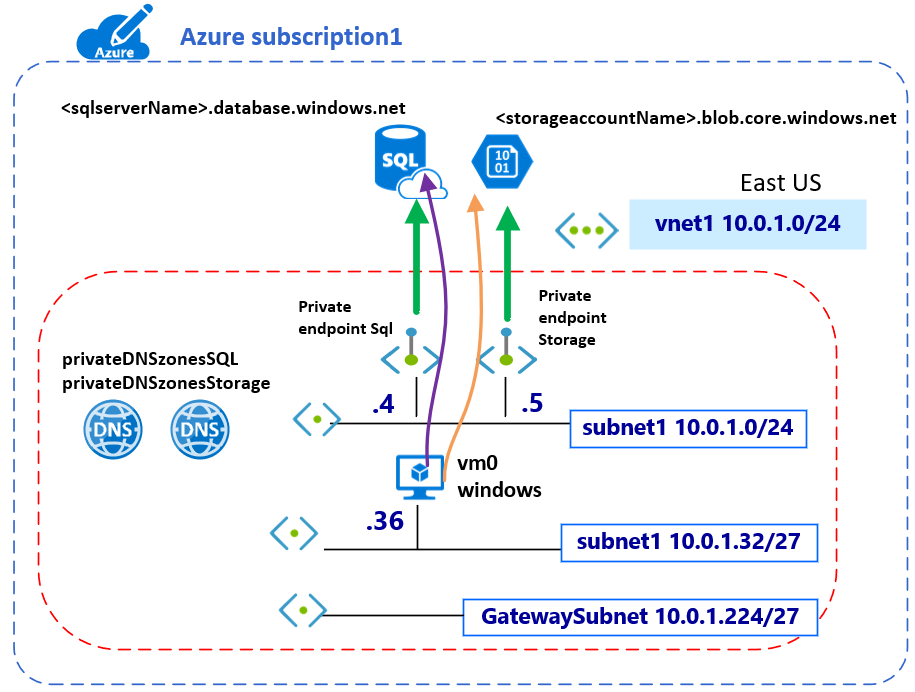 Azure
Azure subscription1
<sqlserverName>.database.windows.net
<storageaccountName>.blob.core.windows.net
SQL
10
01
East US
vnet1 10.0.1.0/24
Private
endpoint Sql
Private
endpoint
Storage
privateDNSzonesSQL
privateDNSzonesStorage
DNS
DNS
.4
.5
subnet1 10.0.1.0/24
vm0
windows
.36
subnet1 10.0.1.32/27
GatewaySubnet 10.0.1.224/27